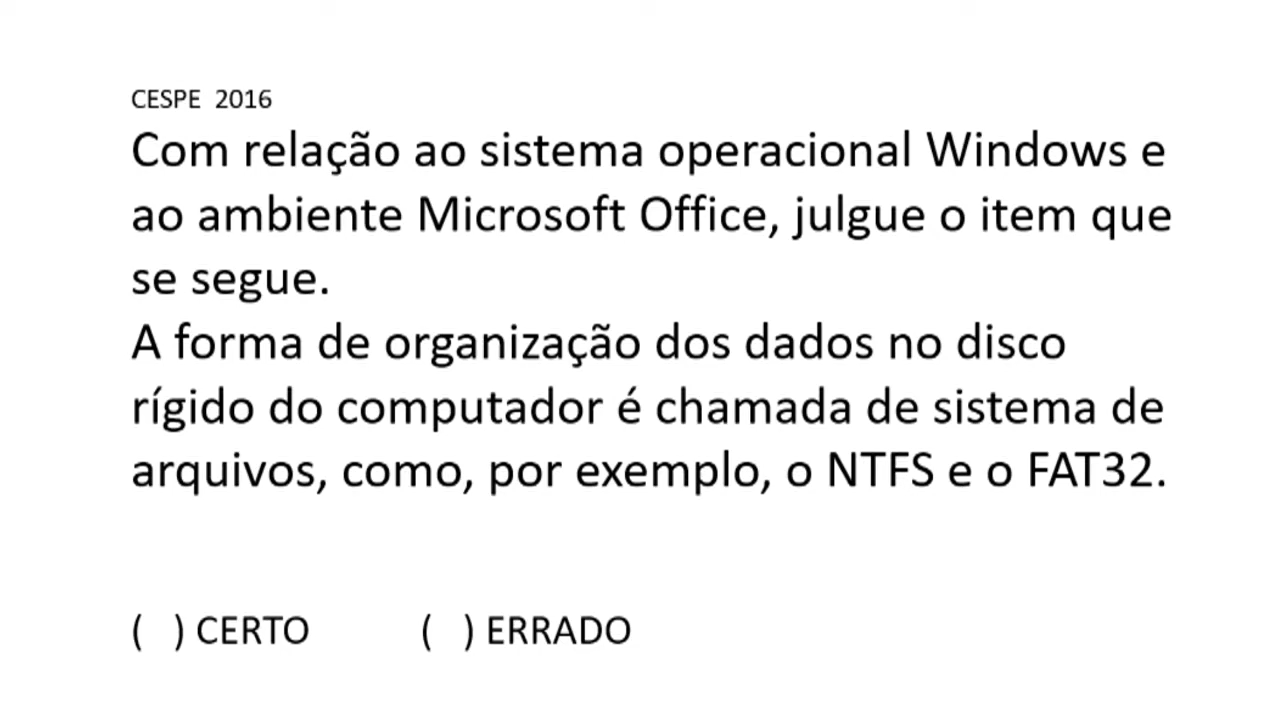 CESPE 2016
Com relação ao sistema operacional Windows e
ao ambiente Microsoft Office, julgue o item que
se segue.
A forma de organização dos dados no disco
rígido do computador é chamada de sistema de
arquivos, como, por exemplo, o NTFS e o FAT32.
( ) CERTO ( ) ERRADO